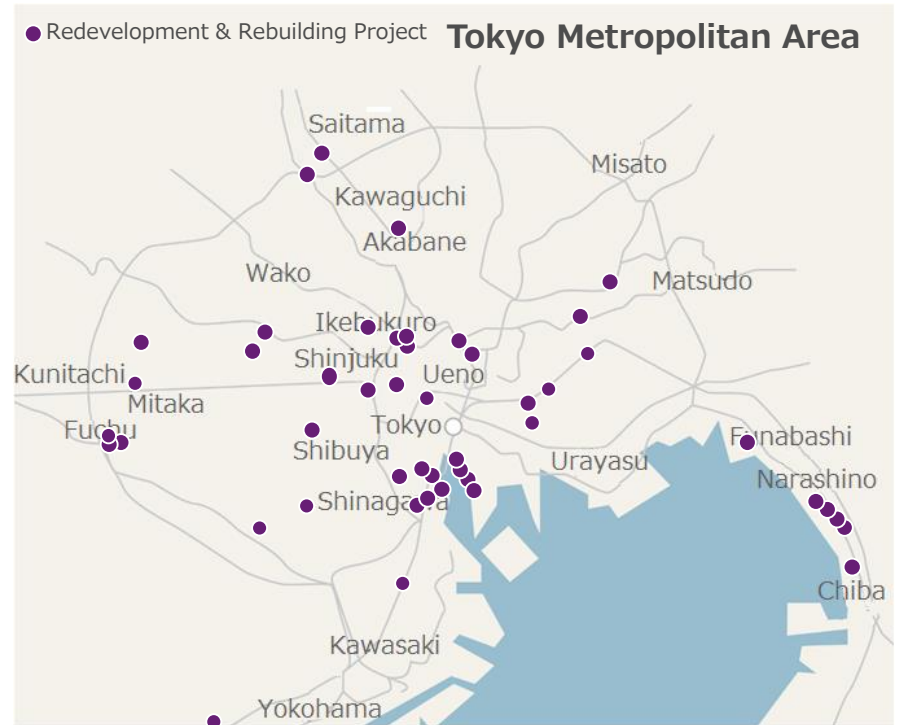 Redevelopment & Rebuilding Project
Tokyo Metropolitan Area
Saitama
Misato
Kawaguchi
Akabane
Wako
Matsudo
Ikebukuro
Shinjuku
Ueno
Kunitachi
Mitaka
Tokyo
Fuchu
Funabashi
Shibuya
Urayasu
Narashino
Shinagawa
Chiba
Kawasaki
Yokohama